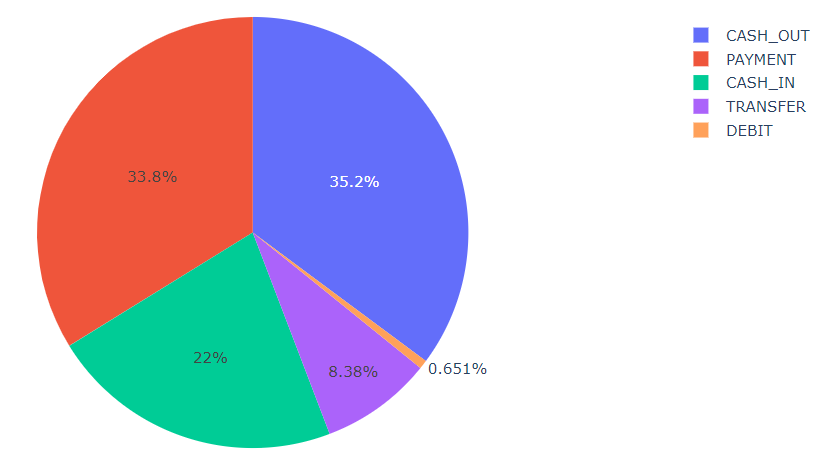 CASH_OUT
PAYMENT
CASH_IN
TRANSFER
DEBIT
33.8%
35.2%
22%
8.38%
0.651%